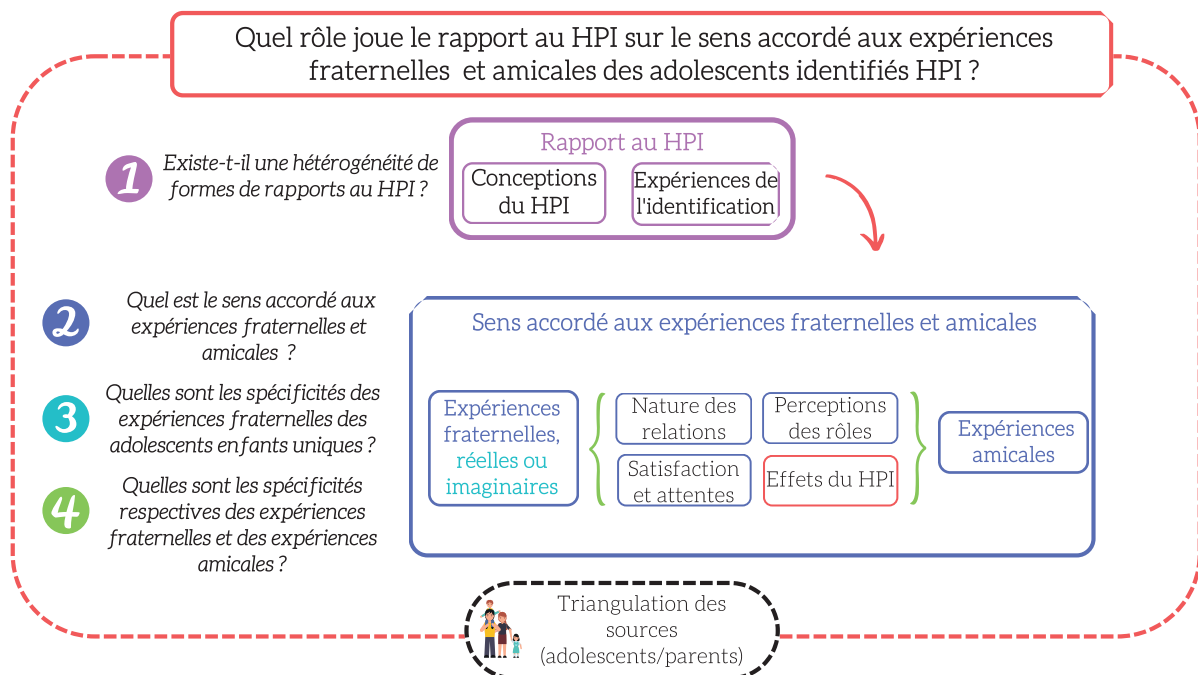 Quel rôle joue le rapport au HPI sur le sens accordé aux expériences
fraternelles et amicales des adolescents identifiés HPI ?
1
Existe-t-il une hétérogénéité de
formes de rapports au HPI ?
Rapport au HPI
Conceptions
du HPI
Expériences de
l'identification
2
Quel est le sens accordé aux
expériences fraternelles et
amicales ?
3
Quelles sont les spécificités des
expériences fraternelles des
adolescents enfants uniques ?
4
Quelles sont les spécificités
respectives des expériences
fraternelles et des expériences
amicales ?
Sens accordé aux expériences fraternelles et amicales
Expériences
fraternelles,
réelles ou
imaginaires
Nature des
relations
Perceptions
des rôles
Satisfaction
et attentes
Effets du HPI
Expériences
amicales
Triangulation des
sources
(adolescents/parents)